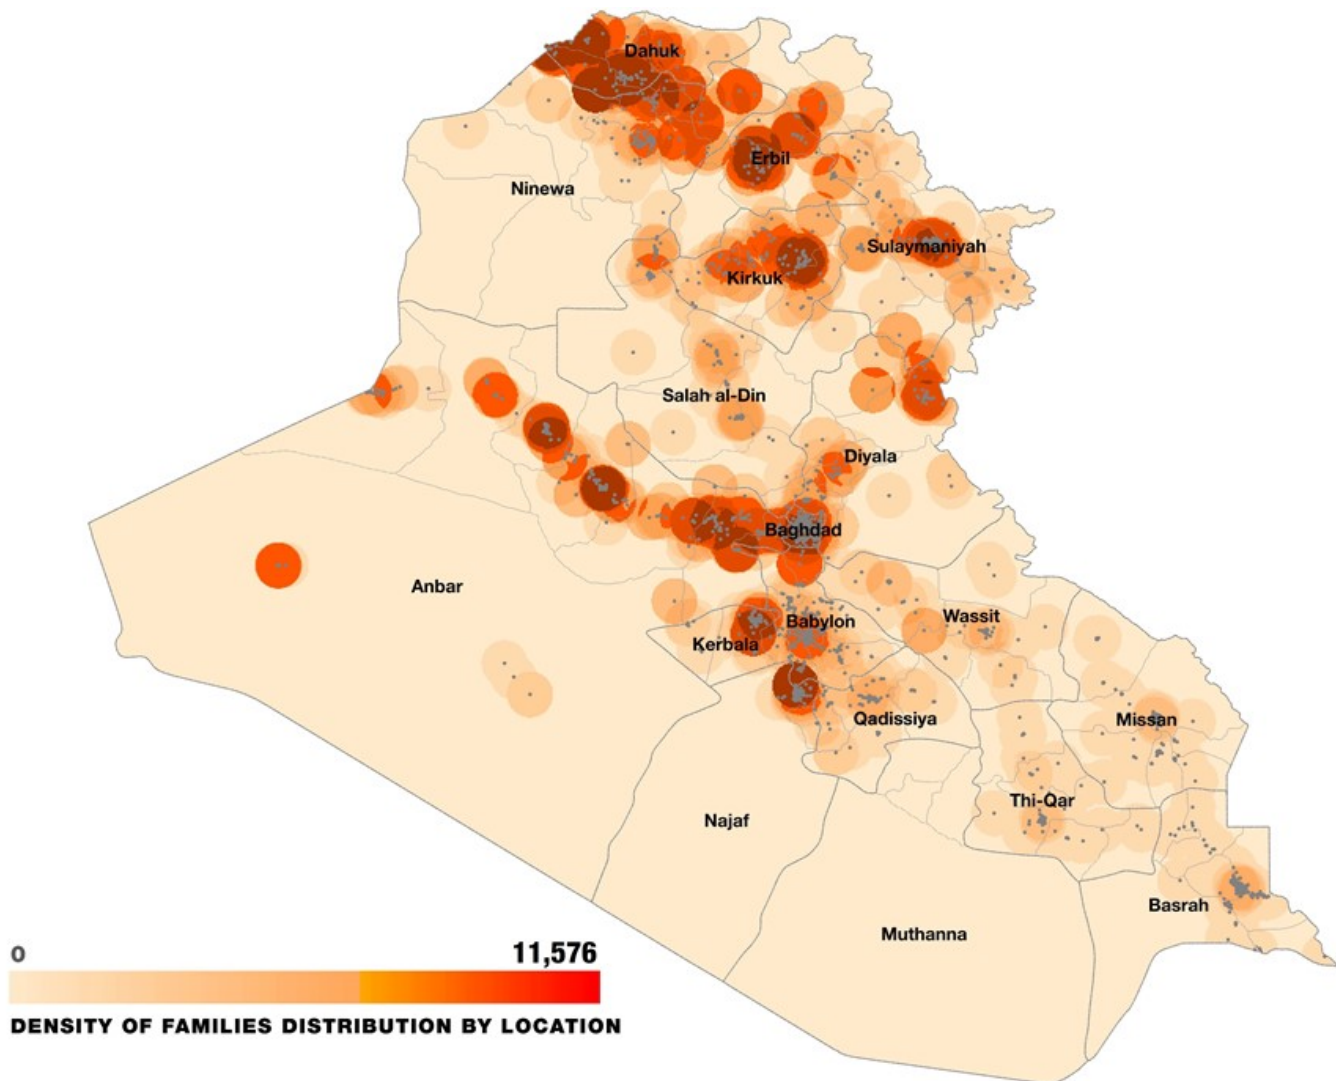 Dahuk
Erbil
Ninewa
Sulaymaniyah
Kirkuk
Salah al-Din
Diyala
Baghdad
Anbar
Wassit
Babylon
Kerbala
Qadissiya
Missan
Thi-Qar
Najaf
Basrah
Muthanna
0 11,576
DENSITY OF FAMILIES DISTRIBUTION BY LOCATION